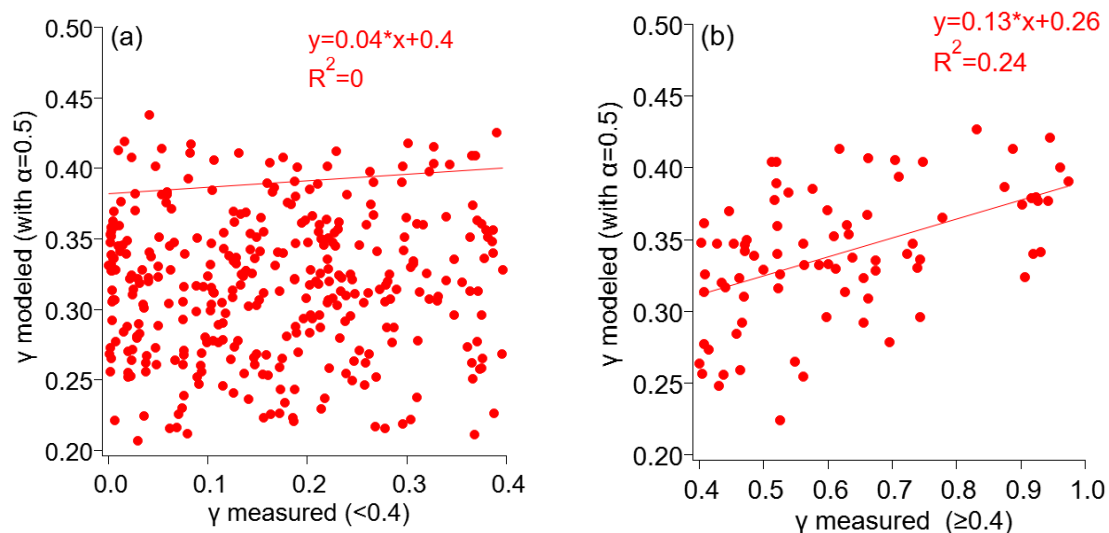 (a)
y=0.04*x+0.4
R²=0
γ modeled (with α=0.5)
0.50
0.45
0.40
0.35
0.30
0.25
0.20
0.0 0.1 0.2 0.3 0.4
γ measured (<0.4)
(b)
y=0.13*x+0.26
R²=0.24
γ modeled (with α=0.5)
0.50
0.45
0.40
0.35
0.30
0.25
0.20
0.4 0.5 0.6 0.7 0.8 0.9 1.0
γ measured (≥0.4)